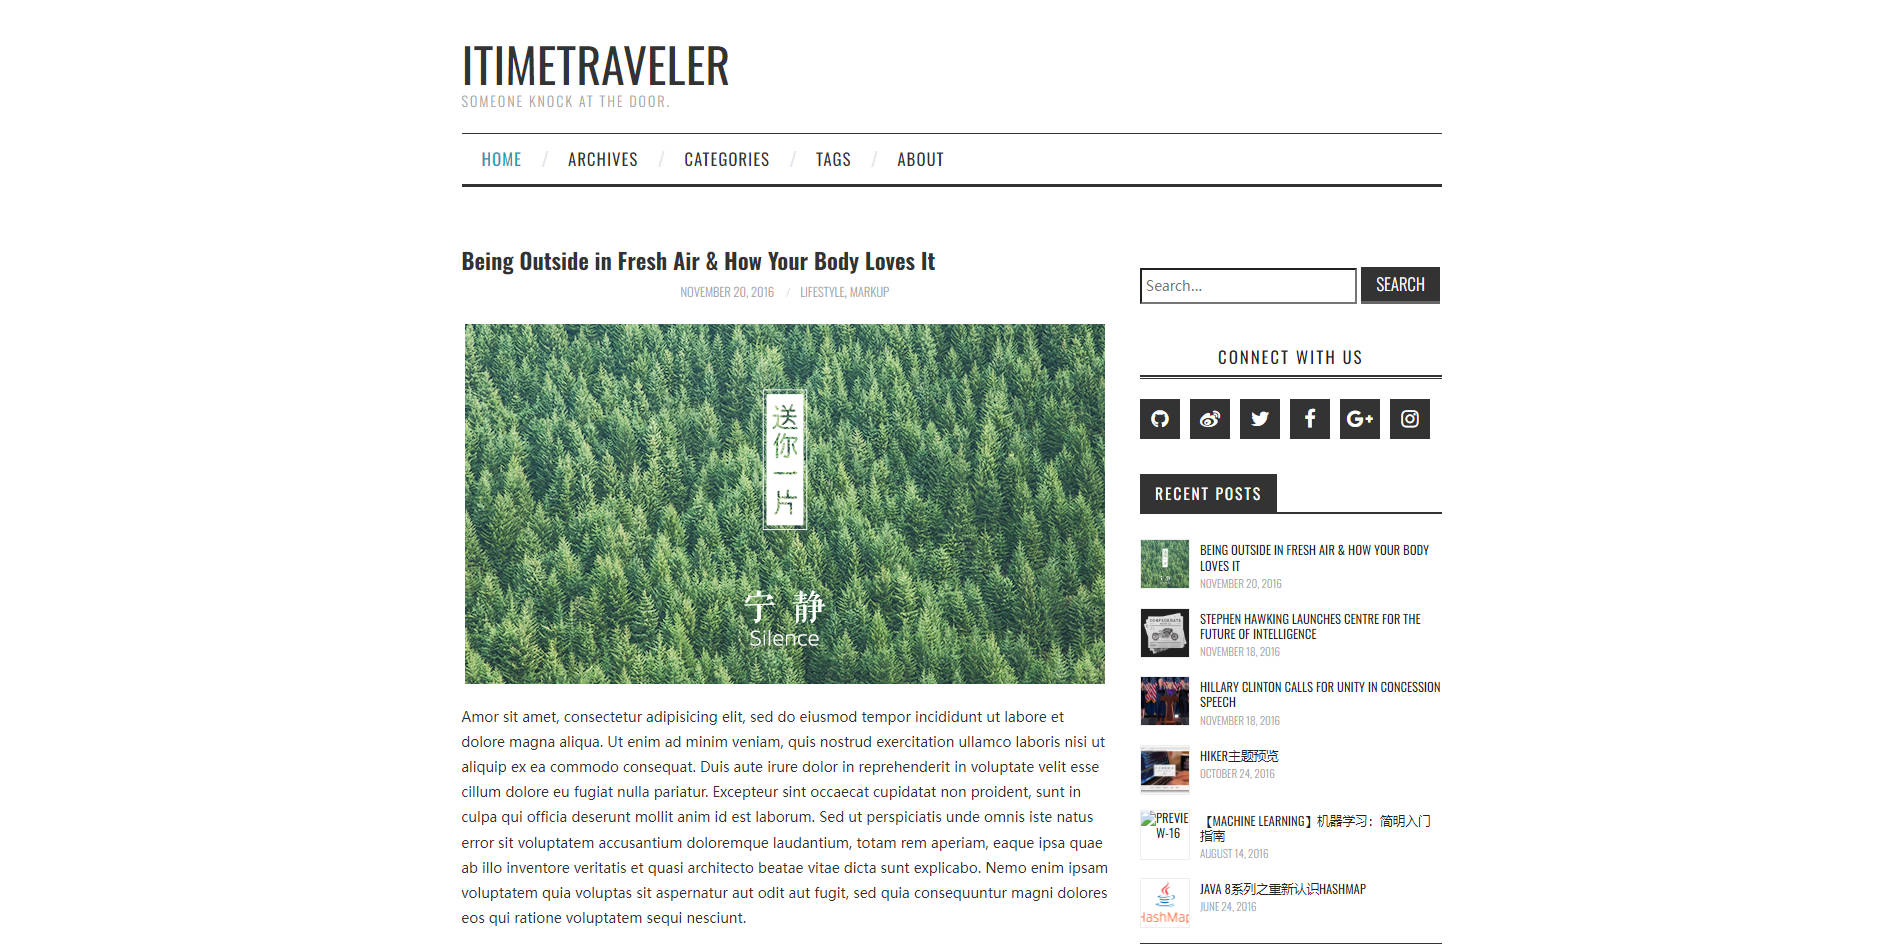 ITIMETRAVELER
SOMEONE KNOCK AT THE DOOR.
HOME / ARCHIVES / CATEGORIES / TAGS / ABOUT
Being Outside in Fresh Air & How Your Body Loves It
NOVEMBER 20, 2016 / LIFESTYLE, MARKUP
送你一片
宁静
Silence
Amor sit amet, consectetur adipisicing elit, sed do eiusmod tempor incididunt ut labore et
dolore magna aliqua. Ut enim ad minim veniam, quis nostrud exercitation ullamco laboris nisi ut
aliquip ex ea commodo consequat. Duis aute irure dolor in reprehenderit in voluptate velit esse
cillum dolore eu fugiat nulla pariatur. Excepteur sint occaecat cupidatat non proident, sunt in
culpa qui officia deserunt mollit anim id est laborum. Sed ut perspiciatis unde omnis iste natus
error sit voluptatem accusantium doloremque laudantium, totam rem aperiam, eaque ipsa quae
ab illo inventore veritatis et quasi architecto beatae vitae dicta sunt explicabo. Nemo enim ipsam
voluptatem quia voluptas sit aspernatur aut odit aut fugit, sed quia consequuntur magni dolores
eos qui ratione voluptatem sequi nesciunt.
Search...
SEARCH
CONNECT WITH US
G+
RECENT POSTS
BEING OUTSIDE IN FRESH AIR & HOW YOUR BODY
LOVES IT
NOVEMBER 20, 2016
STEPHEN HAWKING LAUNCHES CENTRE FOR THE
FUTURE OF INTELLIGENCE
NOVEMBER 18, 2016
HILLARY CLINTON CALLS FOR UNITY IN CONCESSION
SPEECH
NOVEMBER 18, 2016
HIKER主题预览
OCTOBER 24, 2016
PREVIE
W-16
【MACHINE LEARNING】机器学习：简明入门
指南
AUGUST 14, 2016
HashMap
JAVA 8系列之重新认识HASHMAP
JUNE 24, 2016